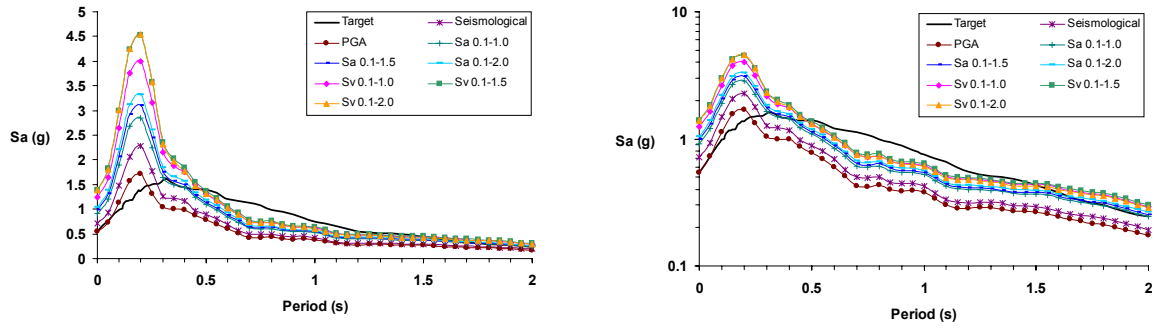 Target
Seismological
PGA
Sa 0.1-1.0
Sa 0.1-1.5
Sa 0.1-2.0
Sv 0.1-1.0
Sv 0.1-1.5
Sv 0.1-2.0
5
4.5
4
3.5
3
2.5
2
1.5
1
0.5
0
Sa (g)
0 0.5 1 1.5 2
Period (s)
Target
Seismological
PGA
Sa 0.1-1.0
Sa 0.1-1.5
Sa 0.1-2.0
Sv 0.1-1.0
Sv 0.1-1.5
Sv 0.1-2.0
10
1
0.1
Sa (g)
0 0.5 1 1.5 2
Period (s)